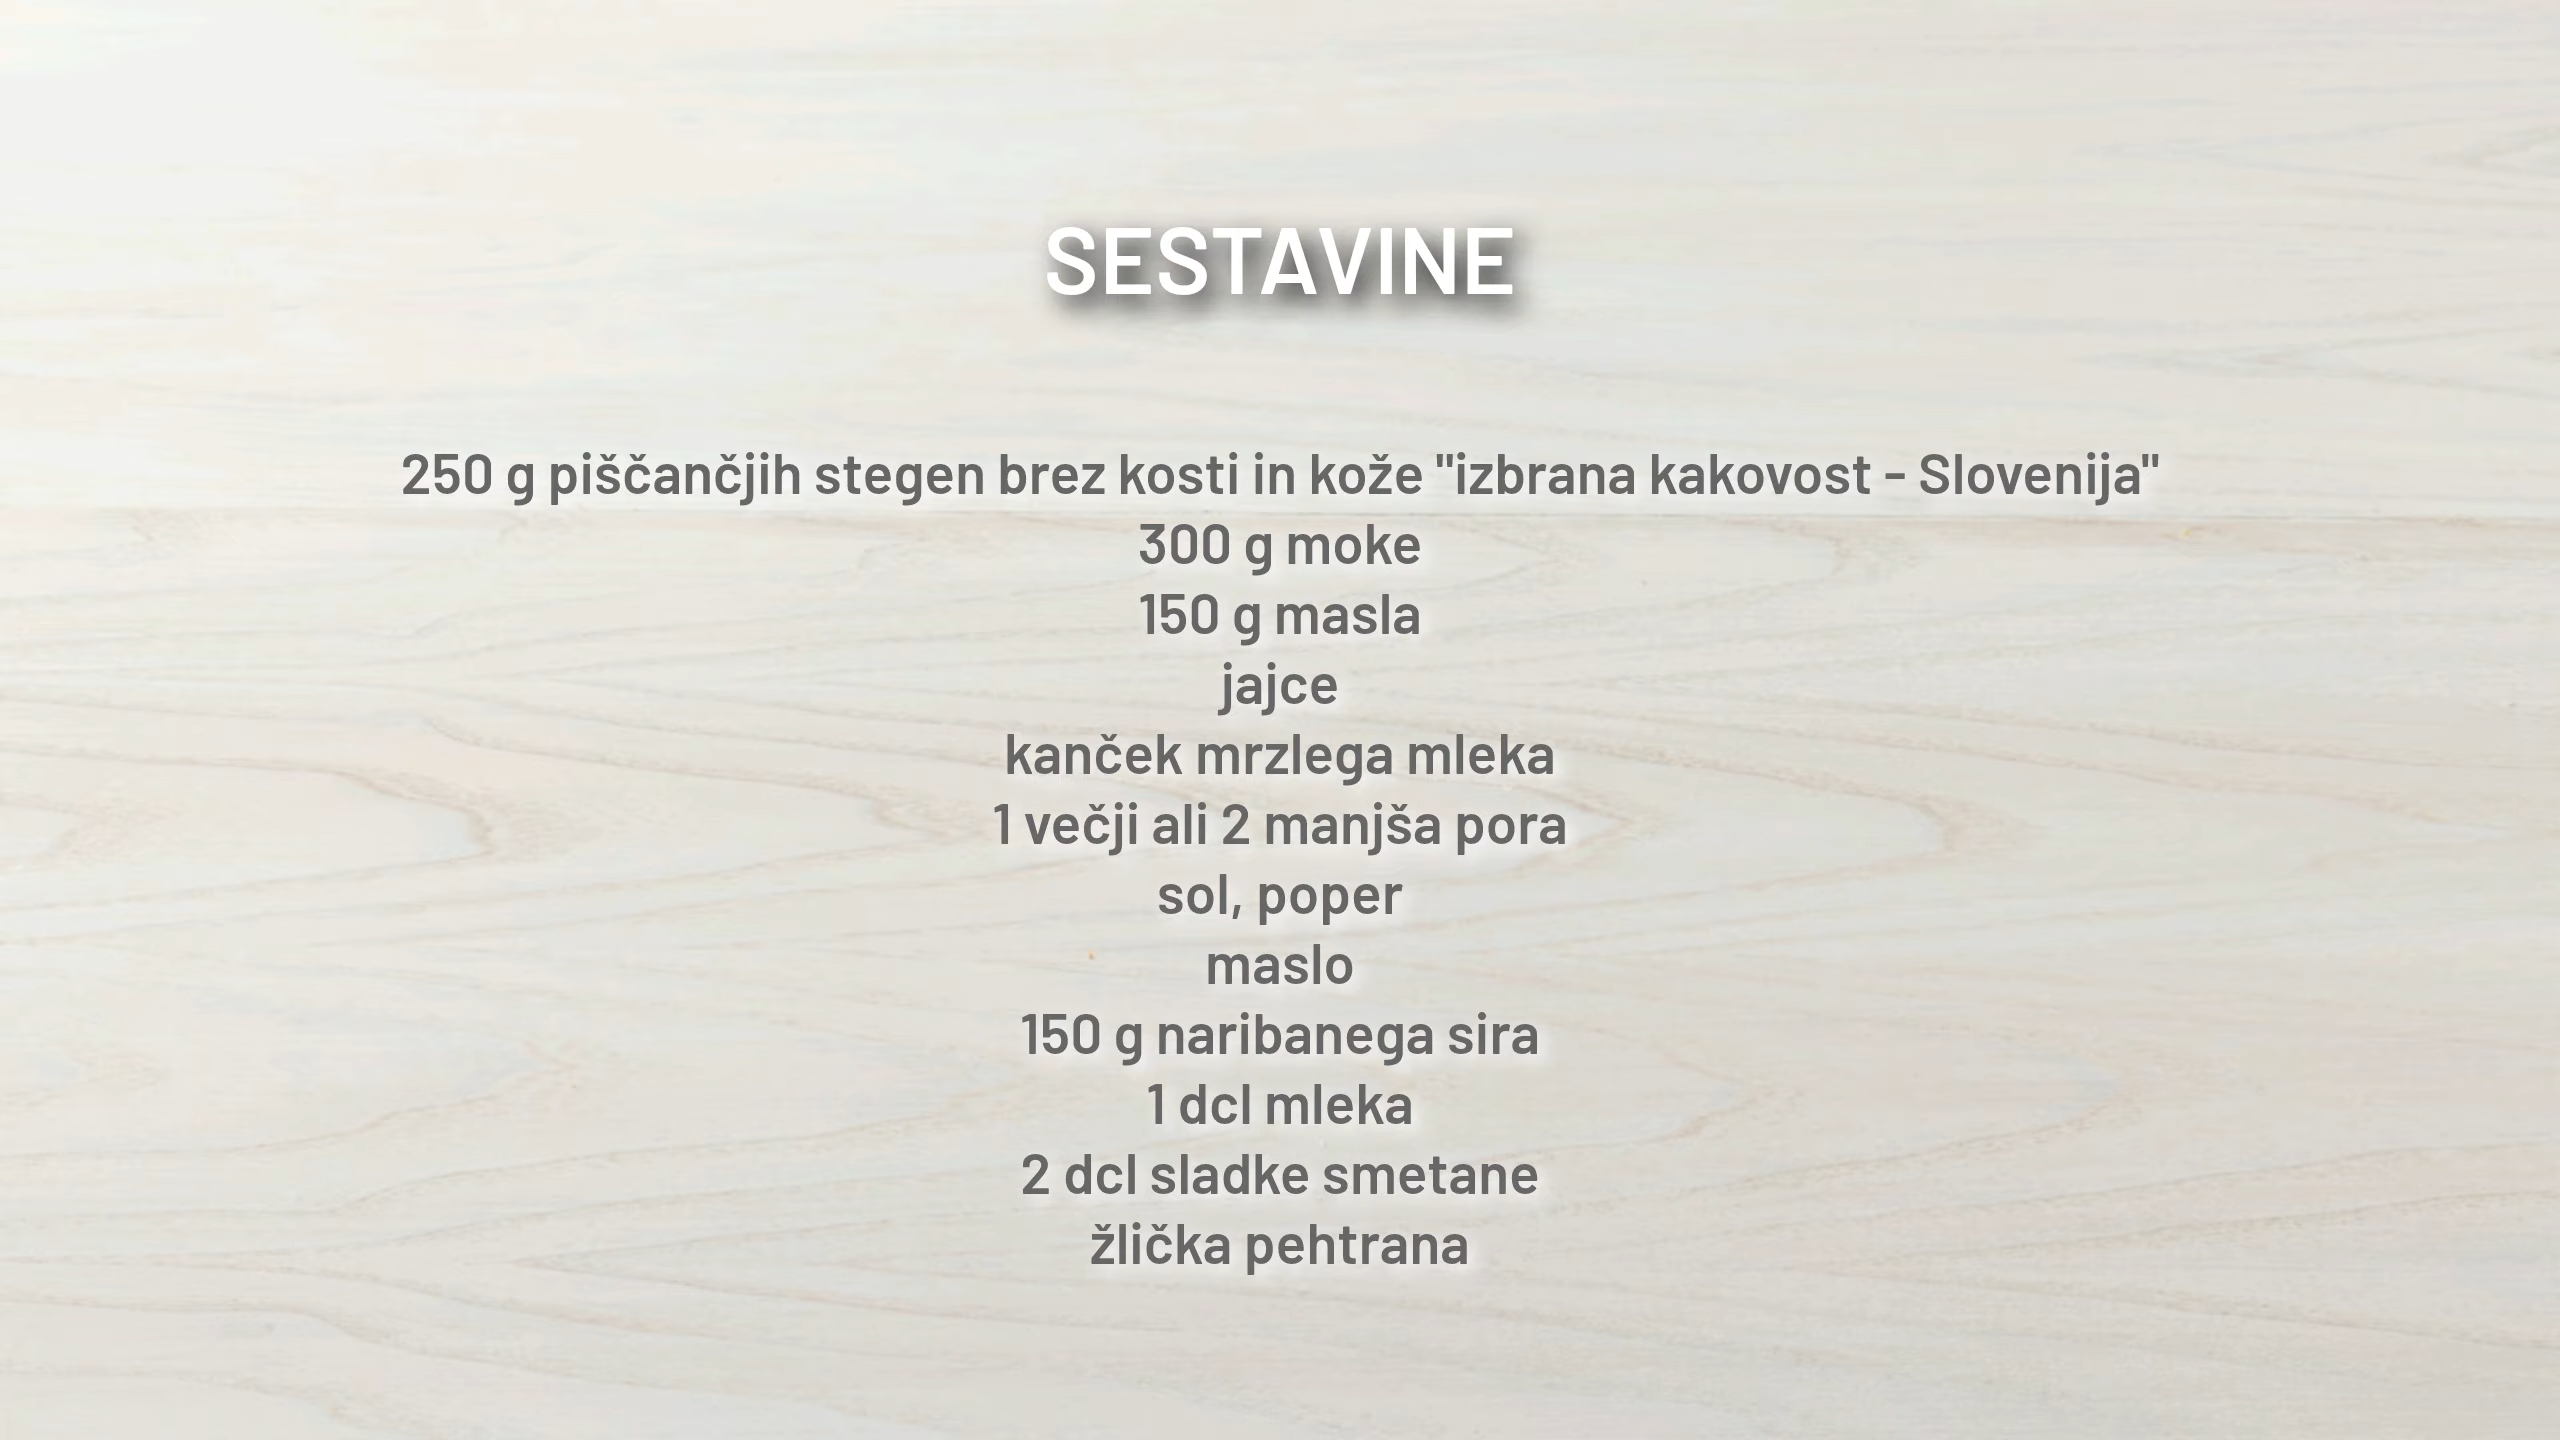 SESTAVINE
250 g piščančjih stegen brez kosti in kože "izbrana kakovost - Slovenija"
300 g moke
150 g masla
jajce
kanček mrzlega mleka
1 večji ali 2 manjša pora
sol, poper
maslo
150 g naribanega sira
1 dcl mleka
2 dcl sladke smetane
žlička pehtrana